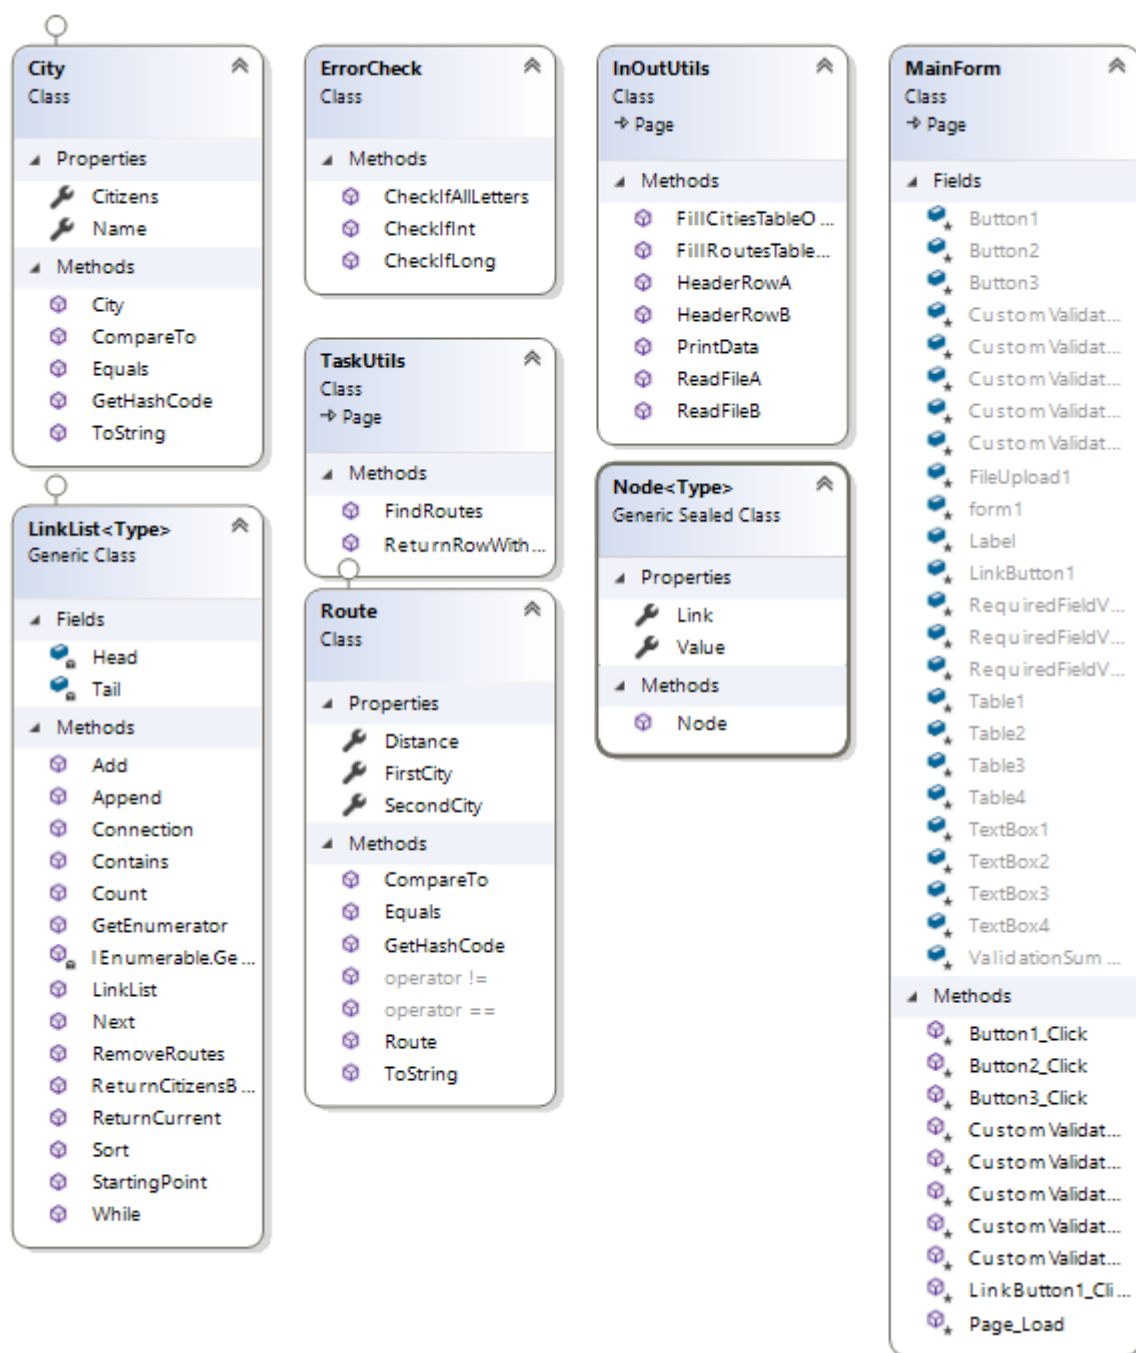 City
Class
Properties
Citizens
Name
Methods
City
CompareTo
Equals
GetHashCode
ToString
LinkList<Type>
Generic Class
Fields
Head
Tail
Methods
Add
Append
Connection
Contains
Count
GetEnumerator
IEnumerable.Ge...
LinkList
Next
RemoveRoutes
ReturnCitizensB...
ReturnCurrent
Sort
StartingPoint
While
ErrorCheck
Class
Methods
CheckIfAllLetters
CheckIfInt
CheckIfLong
TaskUtils
Class
Page
Methods
FindRoutes
ReturnRowWith...
Route
Class
Properties
Distance
FirstCity
SecondCity
Methods
CompareTo
Equals
GetHashCode
operator !=
operator ==
Route
ToString
InOutUtils
Class
Page
Methods
FillCitiesTableO...
FillRoutesTable...
HeaderRowA
HeaderRowB
PrintData
ReadFileA
ReadFileB
Node<Type>
Generic Sealed Class
Properties
Link
Value
Methods
Node
MainForm
Class
Page
Fields
Button1
Button2
Button3
CustomValidat...
CustomValidat...
CustomValidat...
CustomValidat...
CustomValidat...
FileUpload1
form1
Label
LinkButton1
RequiredFieldV...
RequiredFieldV...
RequiredFieldV...
Table1
Table2
Table3
Table4
TextBox1
TextBox2
TextBox3
TextBox4
ValidationSum...
Methods
Button1_Click
Button2_Click
Button3_Click
CustomValidat...
CustomValidat...
CustomValidat...
CustomValidat...
CustomValidat...
LinkButton1_Cli...
Page_Load